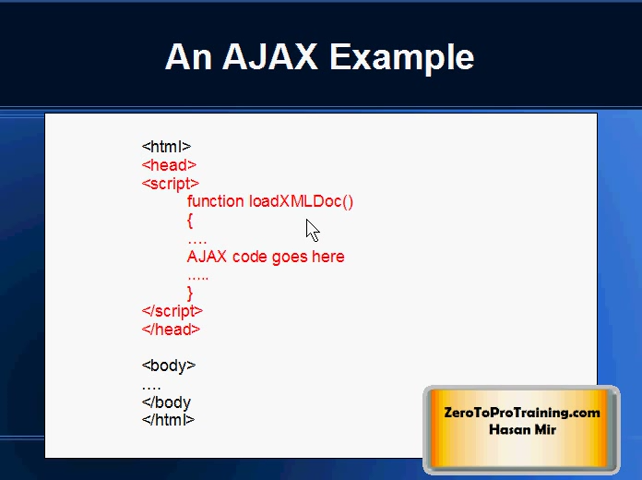 An AJAX Example
<html>
<head>
<script>
function loadXMLDoc()
{
....
AJAX code goes here
.....
}
</script>
</head>
<body>
....
</body
</html>
ZeroToProTraining.com
Hasan Mir